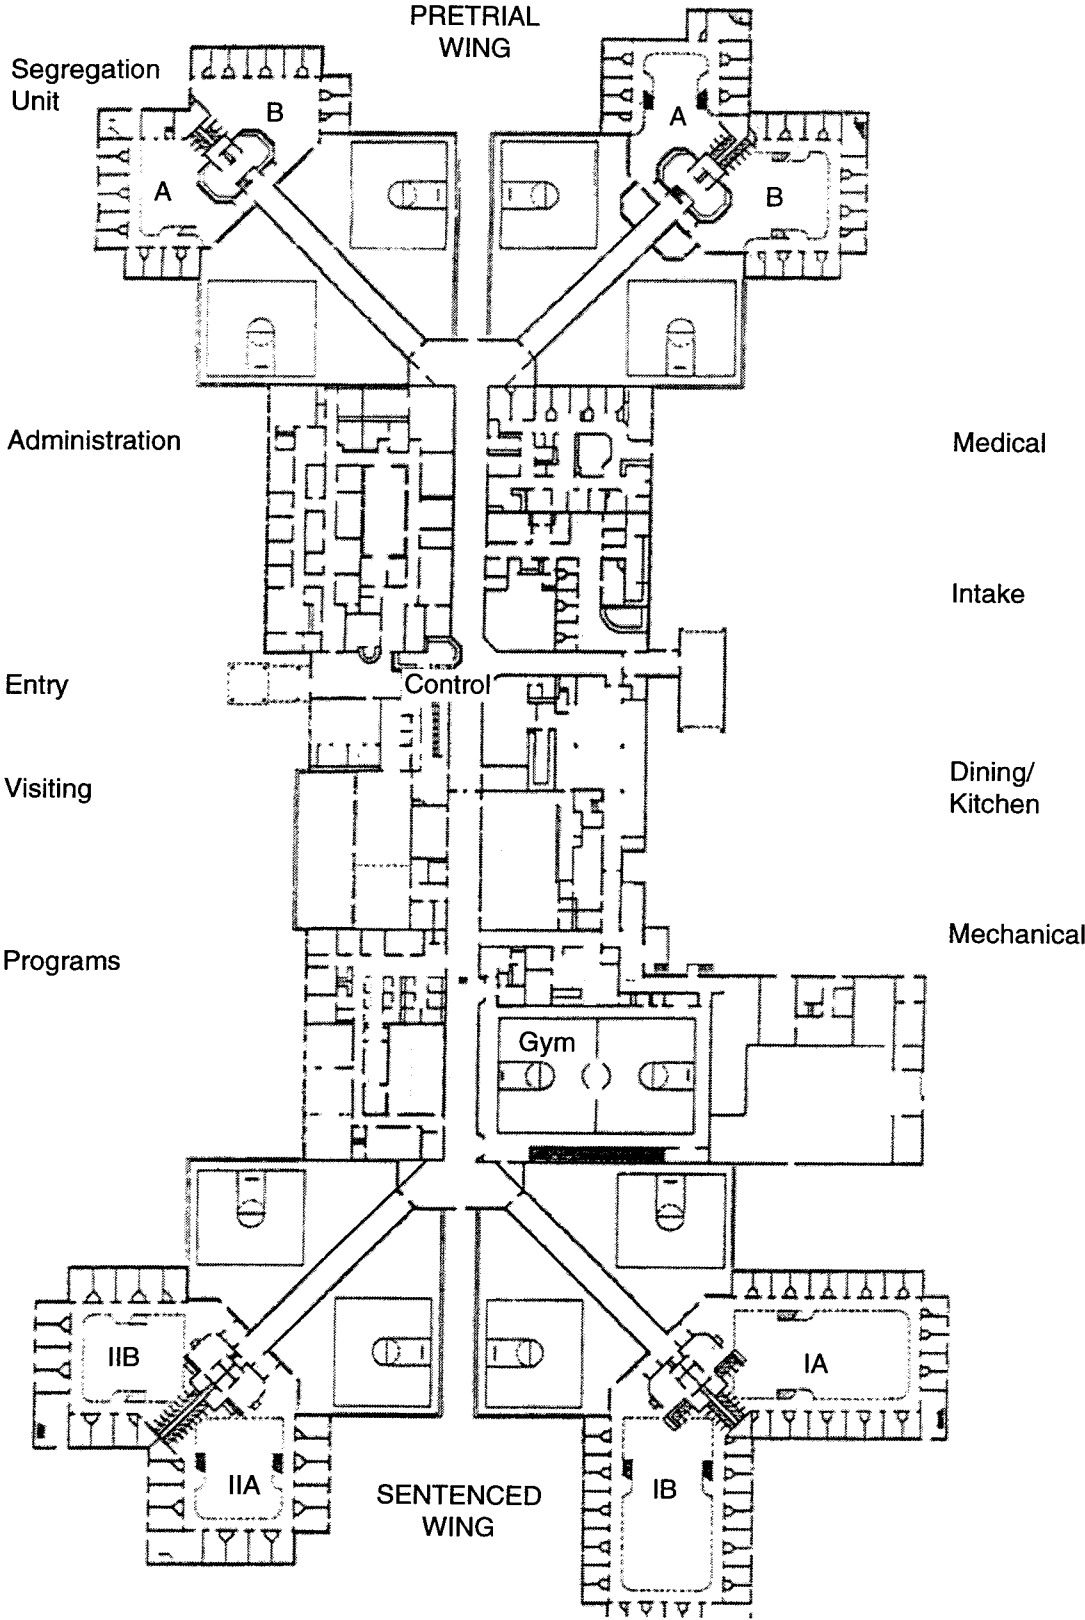 PRETRIAL
WING
Segregation
Unit
B
A
A
B
Administration
Medical
Intake
Entry
Control
Visiting
Dining/
Kitchen
Programs
Mechanical
Gym
IIB
IA
IIA
IB
SENTENCED
WING